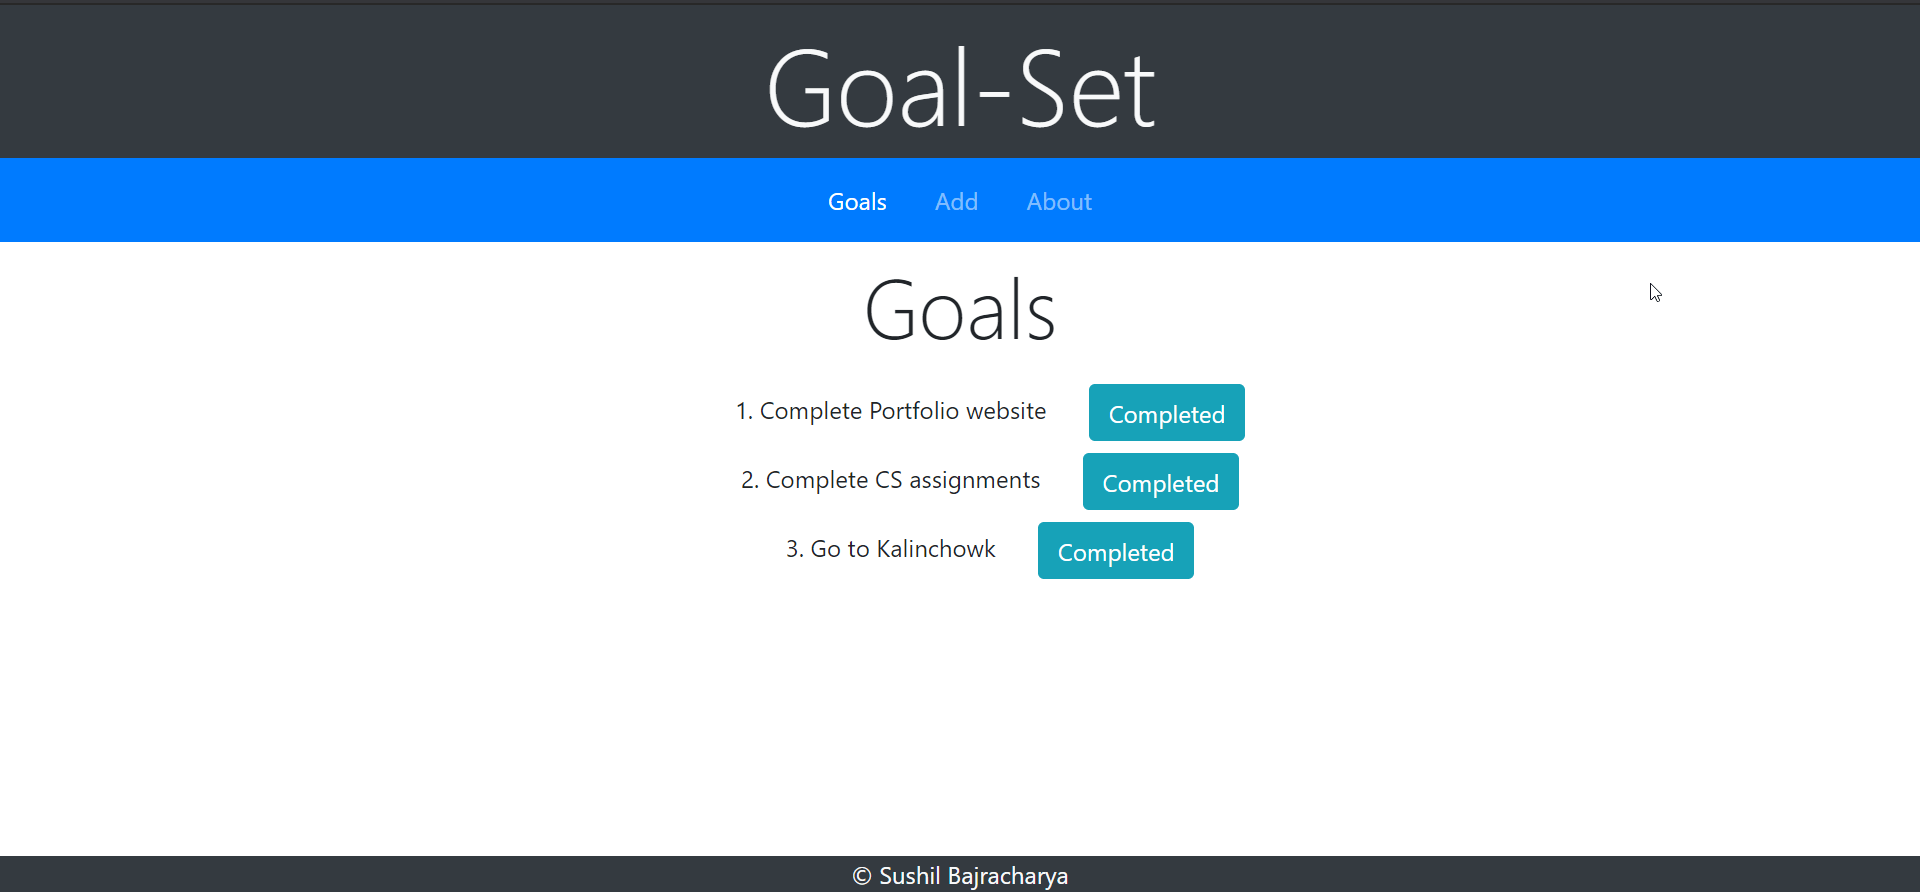 Goal-Set
Goals Add About
Goals
1. Complete Portfolio website Completed
2. Complete CS assignments Completed
3. Go to Kalinchowk Completed
© Sushil Bajracharya